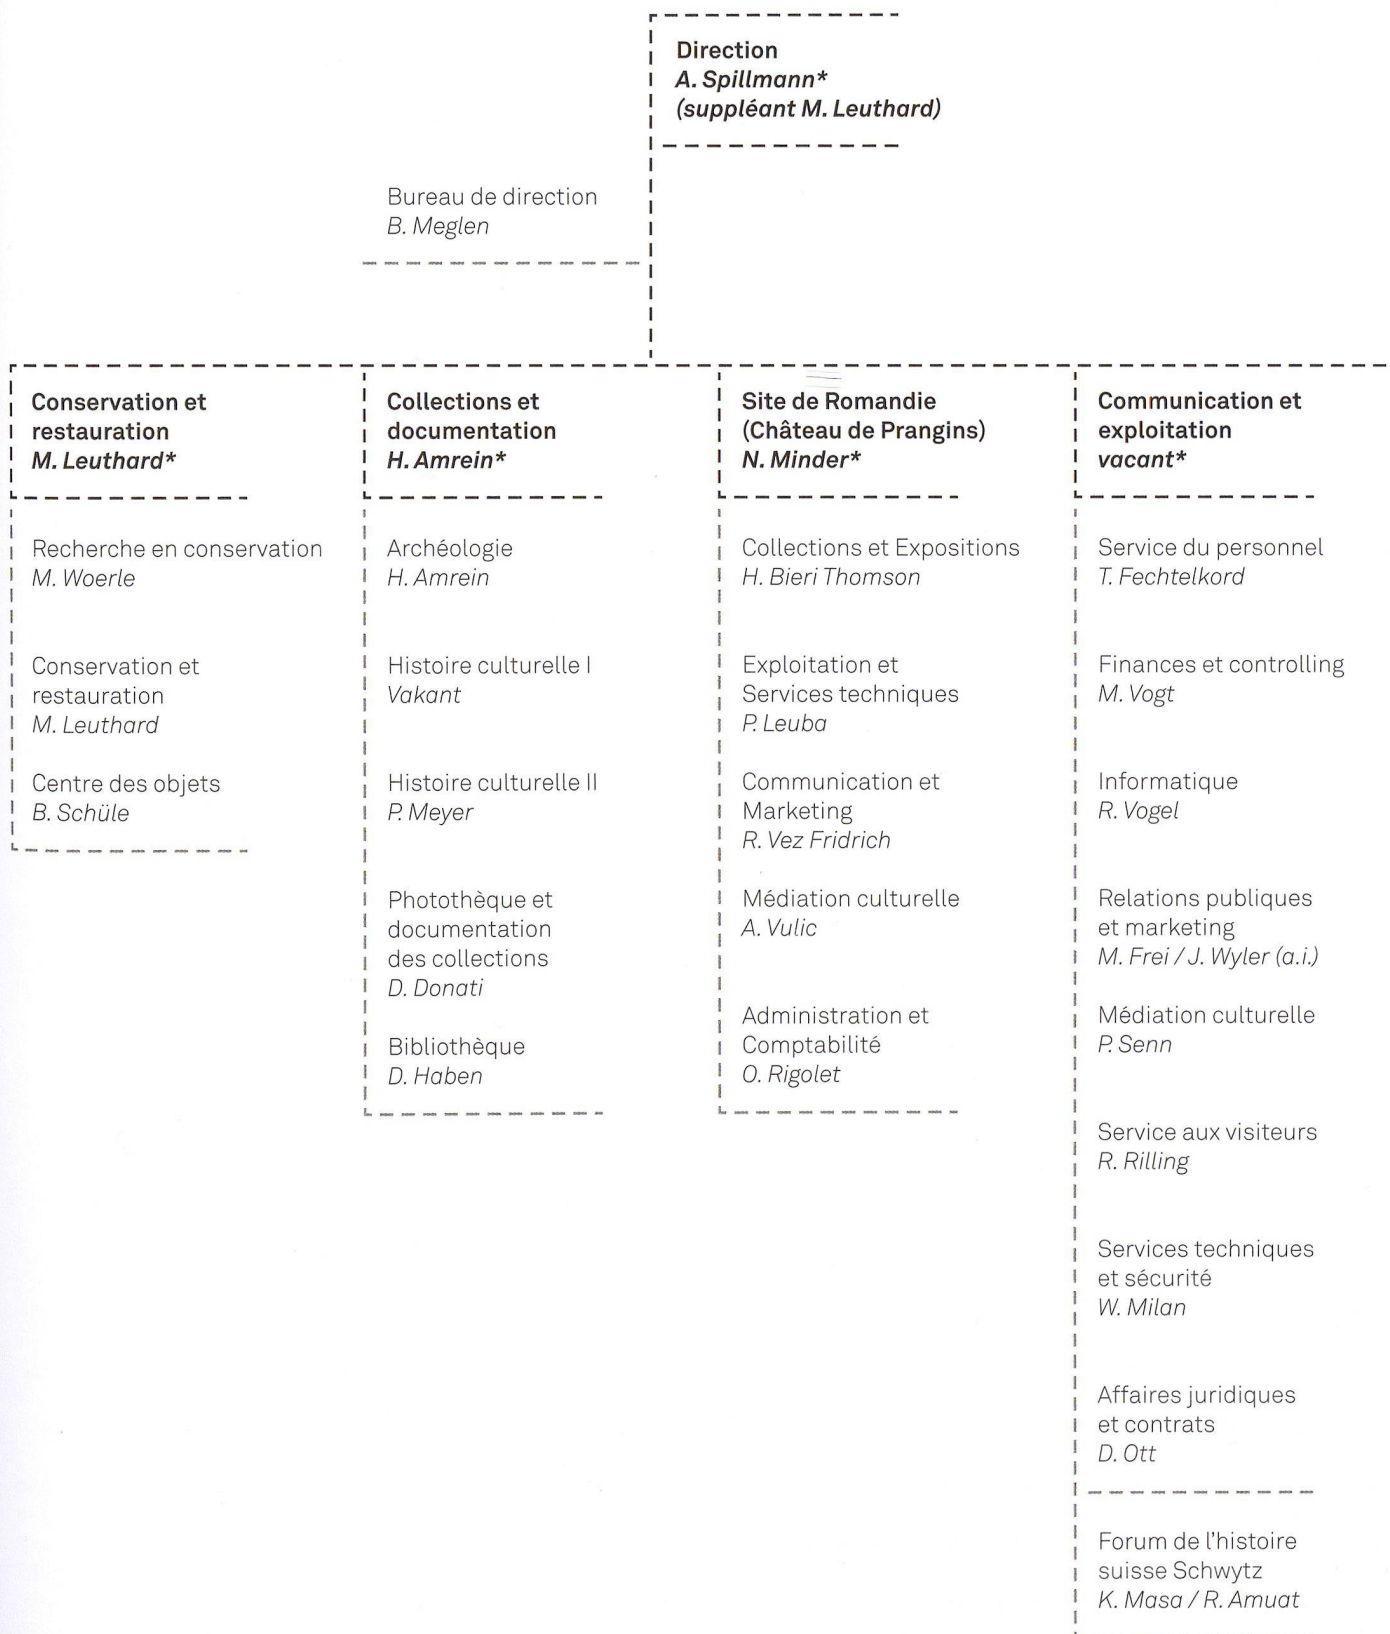 Direction
A. Spillmann*
(suppléant M. Leuthard)
Bureau de direction
B. Meglen
Conservation et
restauration
M. Leuthard*
Recherche en conservation
M. Woerle
Conservation et
restauration
M. Leuthard
Centre des objets
B. Schüle
Collections et
documentation
H. Amrein*
Archéologie
H. Amrein
Histoire culturelle I
Vakant
Histoire culturelle II
P. Meyer
Photothèque et
documentation
des collections
D. Donati
Bibliothèque
D. Haben
Site de Romandie
(Château de Prangins)
N. Minder*
Collections et Expositions
H. Bieri Thomson
Exploitation et
Services techniques
P. Leuba
Communication et
Marketing
R. Vez Fridrich
Médiation culturelle
A. Vulic
Administration et
Comptabilité
O. Rigolet
Communication et
exploitation
vacant*
Service du personnel
T. Fechtelkord
Finances et controlling
M. Vogt
Informatique
R. Vogel
Relations publiques
et marketing
M. Frei / J. Wyler (a.i.)
Médiation culturelle
P. Senn
Service aux visiteurs
R. Rilling
Services techniques
et sécurité
W. Milan
Affaires juridiques
et contrats
D. Ott
Forum de l'histoire
suisse Schwytz
K. Masa / R. Amuat